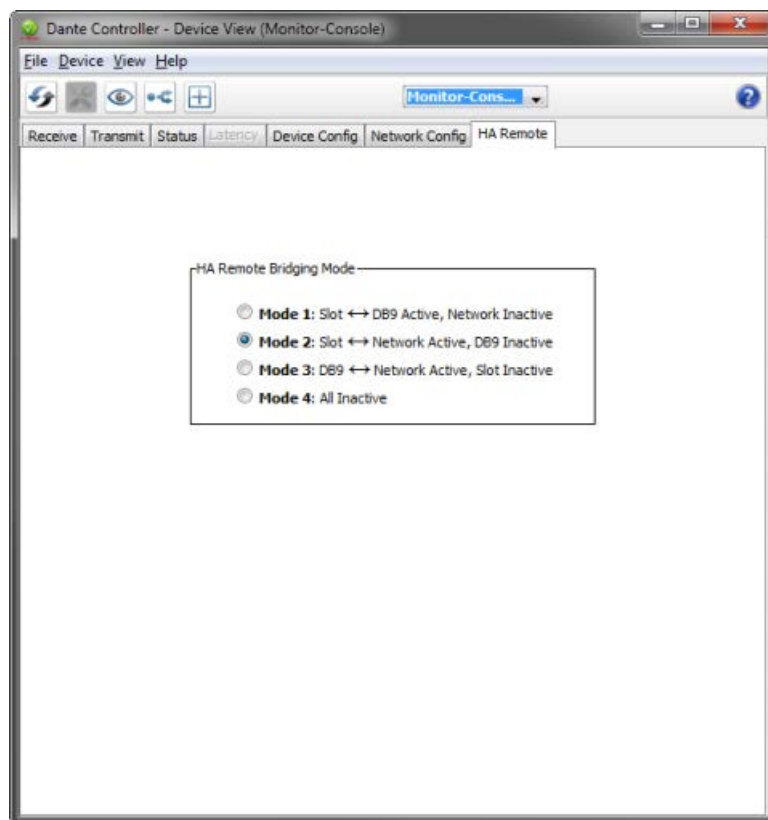 Dante Controller - Device View (Monitor-Console)
File Device View Help
Monitor-Cons...
Receive Transmit Status Latency Device Config Network Config HA Remote
HA Remote Bridging Mode
Mode 1: Slot ↔ DB9 Active, Network Inactive
Mode 2: Slot ↔ Network Active, DB9 Inactive
Mode 3: DB9 ↔ Network Active, Slot Inactive
Mode 4: All Inactive